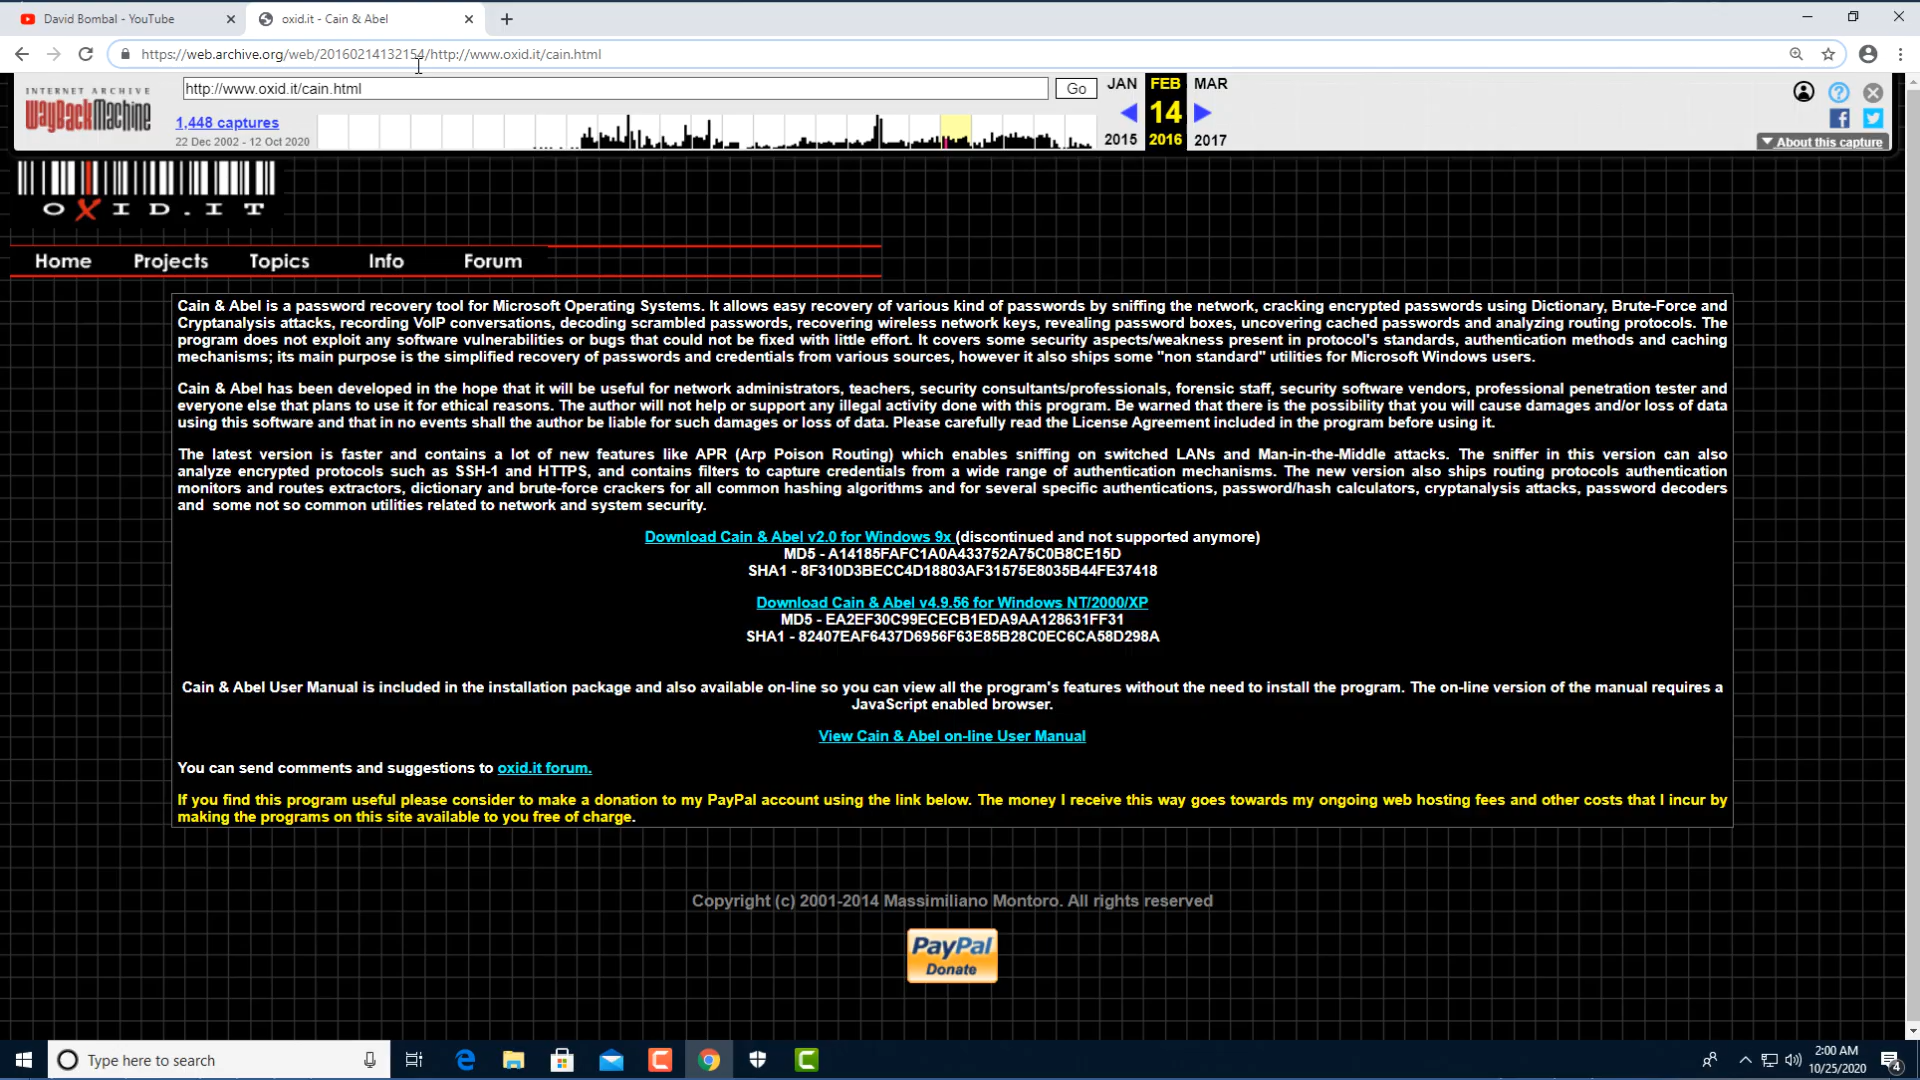 David Bombal - YouTube
oxid.it - Cain & Abel
https://web.archive.org/web/20160214132154/http://www.oxid.it/cain.html
INTERNET ARCHIVE
WayBackMachine
http://www.oxid.it/cain.html
Go
JAN FEB MAR
14
2015 2016 2017
1,448 captures
22 Dec 2002 - 12 Oct 2020
About this capture
OXID.IT
Home Projects Topics Info Forum
Cain & Abel is a password recovery tool for Microsoft Operating Systems. It allows easy recovery of various kind of passwords by sniffing the network, cracking encrypted passwords using Dictionary, Brute-Force and
Cryptanalysis attacks, recording VoIP conversations, decoding scrambled passwords, recovering wireless network keys, revealing password boxes, uncovering cached passwords and analyzing routing protocols. The
program does not exploit any software vulnerabilities or bugs that could not be fixed with little effort. It covers some security aspects/weakness present in protocol's standards, authentication methods and caching
mechanisms; its main purpose is the simplified recovery of passwords and credentials from various sources, however it also ships some "non standard" utilities for Microsoft Windows users.
Cain & Abel has been developed in the hope that it will be useful for network administrators, teachers, security consultants/professionals, forensic staff, security software vendors, professional penetration tester and
everyone else that plans to use it for ethical reasons. The author will not help or support any illegal activity done with this program. Be warned that there is the possibility that you will cause damages and/or loss of data
using this software and that in no events shall the author be liable for such damages or loss of data. Please carefully read the License Agreement included in the program before using it.
The latest version is faster and contains a lot of new features like APR (Arp Poison Routing) which enables sniffing on switched LANs and Man-in-the-Middle attacks. The sniffer in this version can also
analyze encrypted protocols such as SSH-1 and HTTPS, and contains filters to capture credentials from a wide range of authentication mechanisms. The new version also ships routing protocols authentication
monitors and routes extractors, dictionary and brute-force crackers for all common hashing algorithms and for several specific authentications, password/hash calculators, cryptanalysis attacks, password decoders
and some not so common utilities related to network and system security.
Download Cain & Abel v2.0 for Windows 9x (discontinued and not supported anymore)
MD5 - A14185FAFC1A0A433752A75C0B8CE15D
SHA1 - 8F310D3BECC4D18803AF31575E8035B44FE37418
Download Cain & Abel v4.9.56 for Windows NT/2000/XP
MD5 - EA2EF30C99ECECB1EDA9AA128631FF31
SHA1 - 82407EAF6437D6956F63E85B28C0EC6CA58D298A
Cain & Abel User Manual is included in the installation package and also available on-line so you can view all the program's features without the need to install the program. The on-line version of the manual requires a
JavaScript enabled browser.
View Cain & Abel on-line User Manual
You can send comments and suggestions to oxid.it forum.
If you find this program useful please consider to make a donation to my PayPal account using the link below. The money I receive this way goes towards my ongoing web hosting fees and other costs that I incur by
making the programs on this site available to you free of charge.
Copyright (c) 2001-2014 Massimiliano Montoro. All rights reserved
PayPal
Donate
Type here to search
2:00 AM
10/25/2020
4